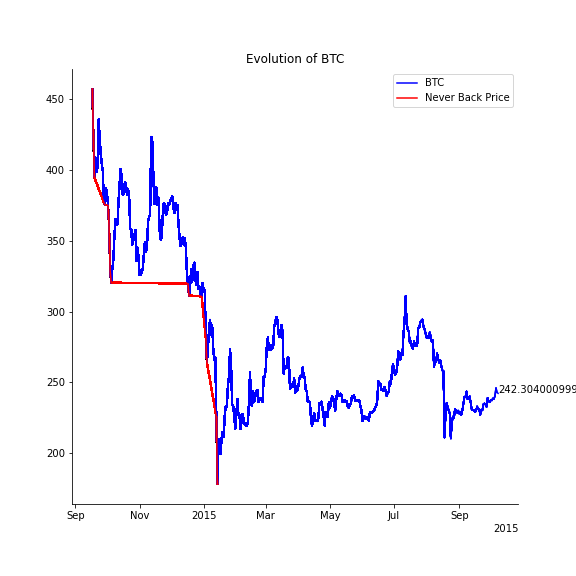 Evolution of BTC
BTC
Never Back Price
450
400
350
300
250
200
242.304000999
Sep
Nov
2015
Mar
May
Jul
Sep
2015